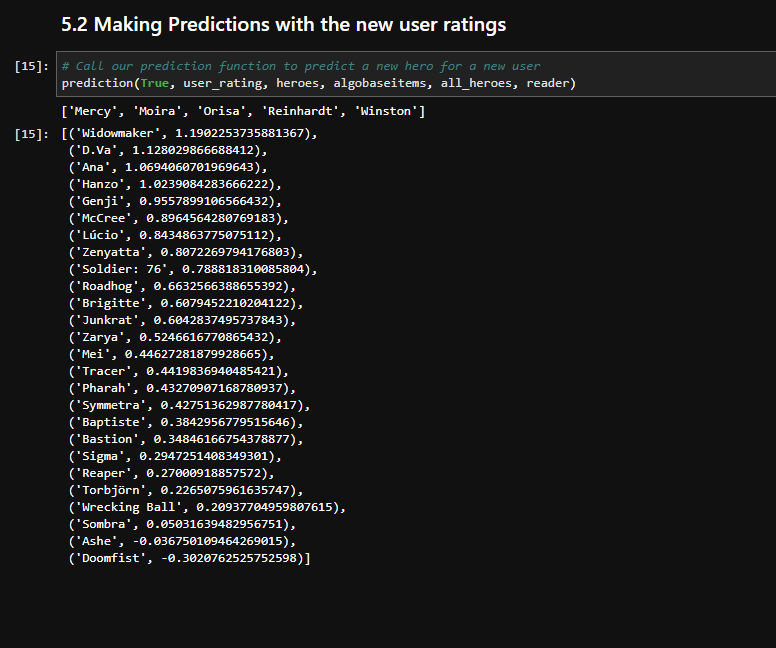 5.2 Making Predictions with the new user ratings
[15]: # Call our prediction function to predict a new hero for a new user
prediction(True, user_rating, heroes, algobaseitems, all_heroes, reader)
['Mercy', 'Moira', 'Orisa', 'Reinhardt', 'Winston']
[15]: [('Widowmaker', 1.1902253735881367),
('D.Va', 1.128029866688412),
('Ana', 1.0694060701969643),
('Hanzo', 1.0239084283666222),
('Genji', 0.9557899106566432),
('McCree', 0.8964564280769183),
('Lúcio', 0.8434863775075112),
('Zenyatta', 0.8072269794176803),
('Soldier: 76', 0.788818310085804),
('Roadhog', 0.6632566388655392),
('Brigitte', 0.6079452210204122),
('Junkrat', 0.6042837495737843),
('Zarya', 0.5246616770865432),
('Mei', 0.44627281879928665),
('Tracer', 0.4419836940485421),
('Pharah', 0.43270907168780937),
('Symmetra', 0.42751362987780417),
('Baptiste', 0.3842956779515646),
('Bastion', 0.34846166754378877),
('Sigma', 0.2947251408349301),
('Reaper', 0.27000918857572),
('Torbjörn', 0.2265075961635747),
('Wrecking Ball', 0.20937704959807615),
('Sombra', 0.05031639482956751),
('Ashe', -0.036750109464269015),
('Doomfist', -0.3020762525752598)]